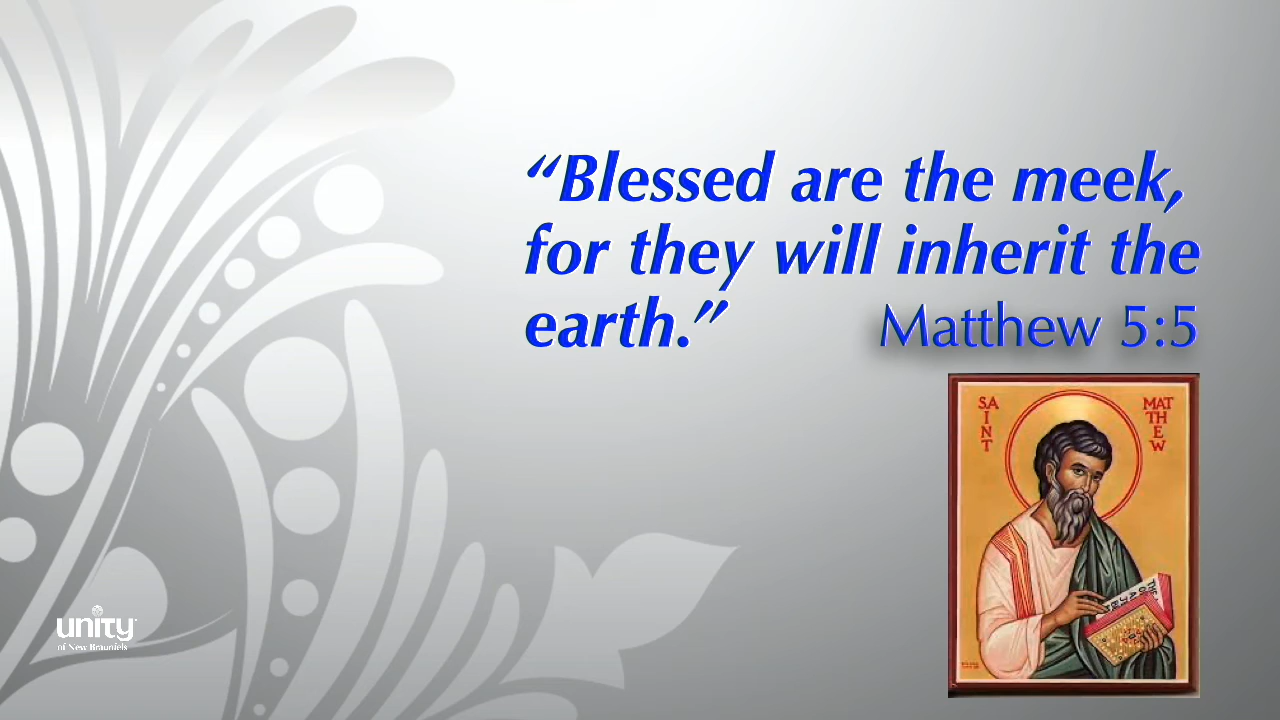 “Blessed are the meek,
for they will inherit the
earth.” Matthew 5:5
SAINT
MATTHEW
unity
of New Braunfels